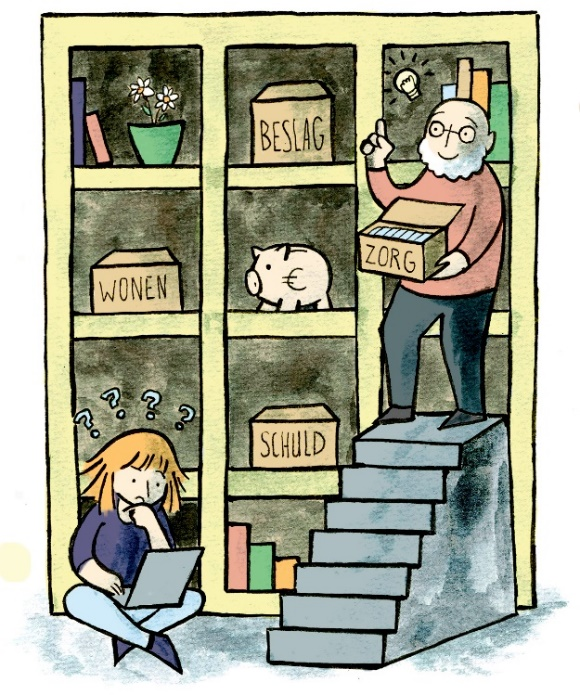 BESLAG
WONEN
€
ZORG
SCHULD
? ? ? ?